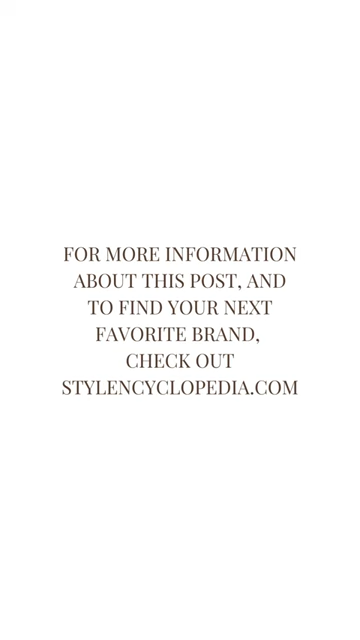 FOR MORE INFORMATION
ABOUT THIS POST, AND
TO FIND YOUR NEXT
FAVORITE BRAND,
CHECK OUT
STYLENCYCLOPEDIA.COM